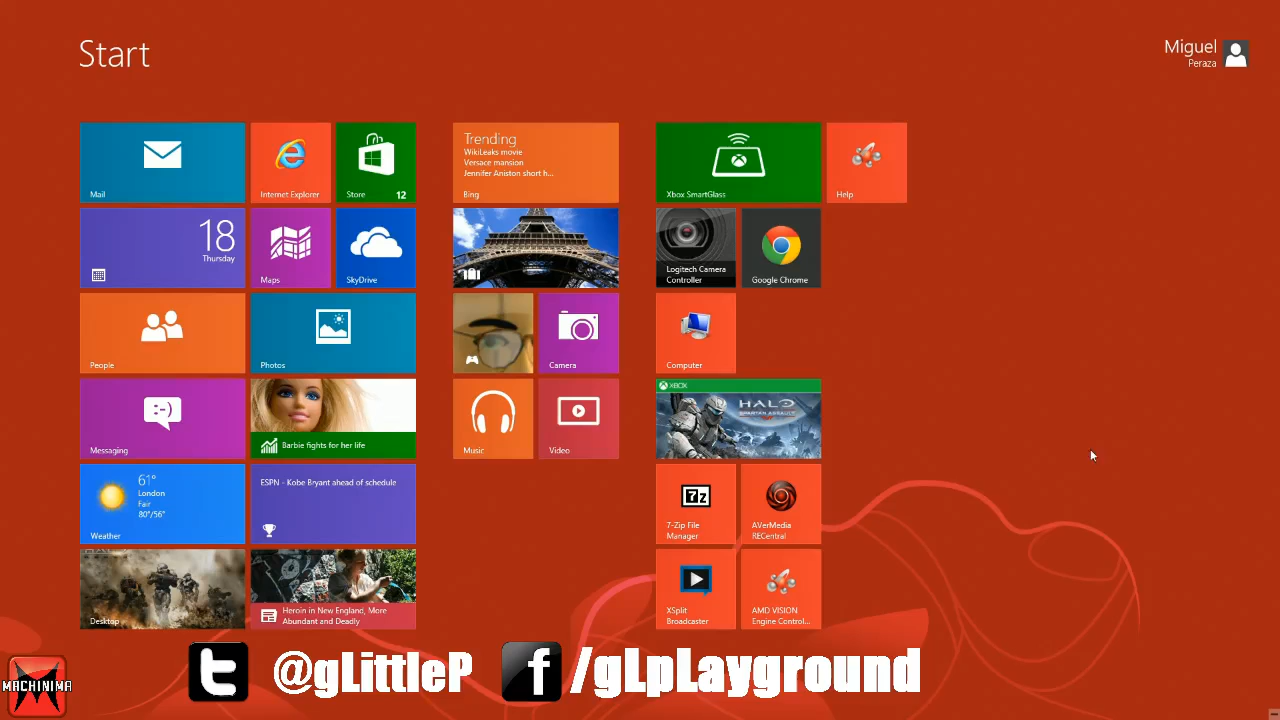 Start
Miguel
Peraza
Mail
Internet Explorer
Store
12
18
Thursday
Maps
SkyDrive
People
Photos
Messaging
Barbie fights for her life
61°
London
Fair
80°/56°
Weather
ESPN - Kobe Bryant ahead of schedule
Desktop
Heroin in New England, More
Abundant and Deadly
Trending
WikiLeaks movie
Versace mansion
Jennifer Aniston short h...
Bing
Camera
Music
Video
Xbox SmartGlass
Help
Logitech Camera
Controller
Google Chrome
Computer
XBOX
HALO
SPARTAN ASSAULT
7z
7-Zip File
Manager
AVerMedia
RECentral
XSplit
Broadcaster
AMD VISION
Engine Control...
MACHINIMA
@gLittleP
/gLpLayground